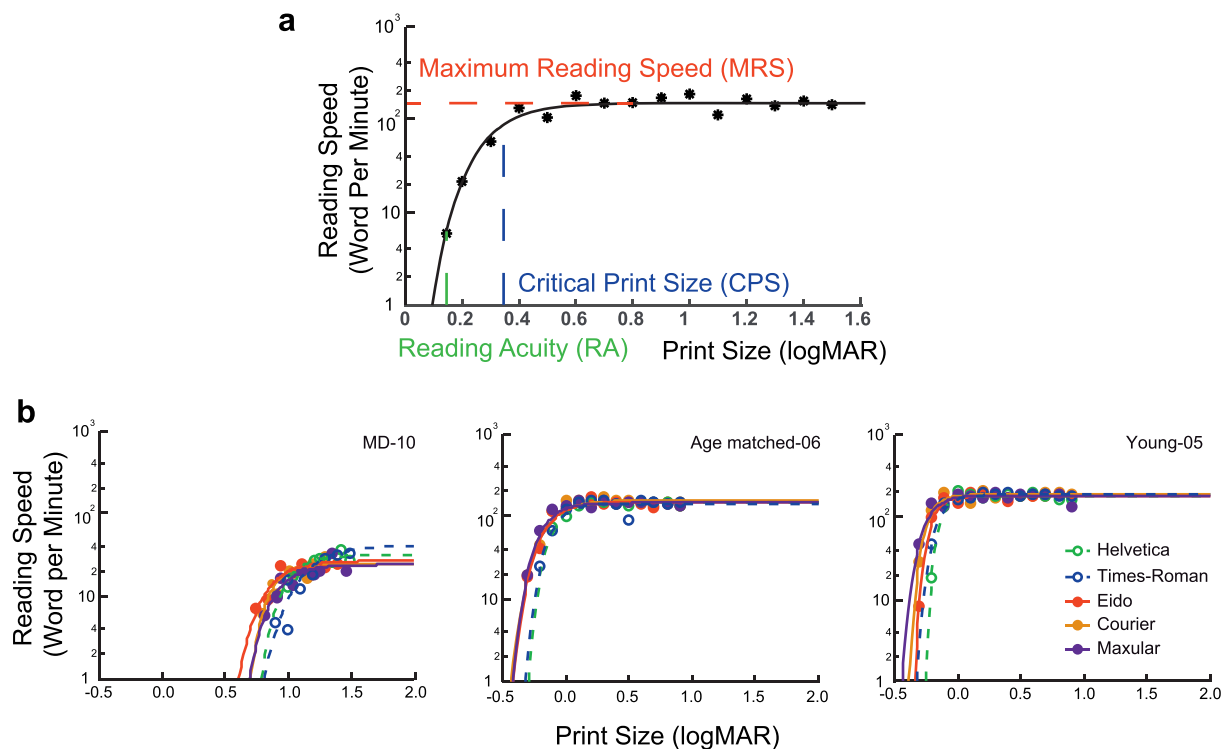 a
10³
4
2
10²
4
2
10
4
2
1
Reading Speed
(Word Per Minute)
Maximum Reading Speed (MRS)
Critical Print Size (CPS)
0 0.2 0.4 0.6 0.8 1 1.2 1.4 1.6
Reading Acuity (RA) Print Size (logMAR)
b
Reading Speed
(Word per Minute)
10³
4
2
10²
4
2
10
4
2
1
MD-10
-0.5 0.0 0.5 1.0 1.5 2.0
10³
4
2
10²
4
2
10
4
2
1
Age matched-06
-0.5 0.0 0.5 1.0 1.5 2.0
10³
4
2
10²
4
2
10
4
2
1
Young-05
Helvetica
Times-Roman
Eido
Courier
Maxular
-0.5 0.0 0.5 1.0 1.5 2.0
Print Size (logMAR)